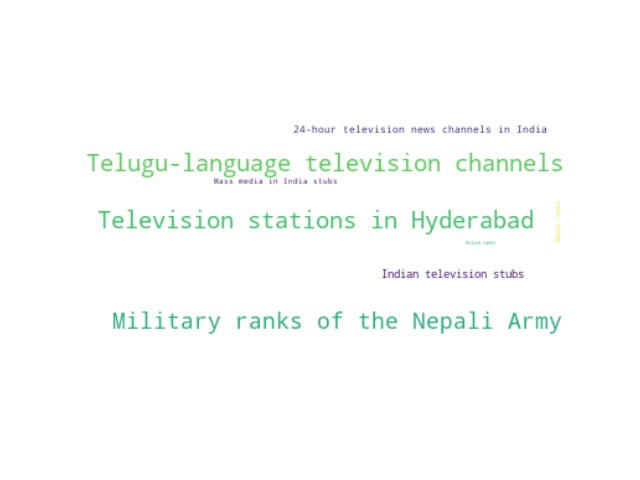 24-hour television news channels in India
Telugu-language television channels
Mass media in India stubs
Television stations in Hyderabad
Naval ranks
Police ranks
Indian television stubs
Military ranks of the Nepali Army